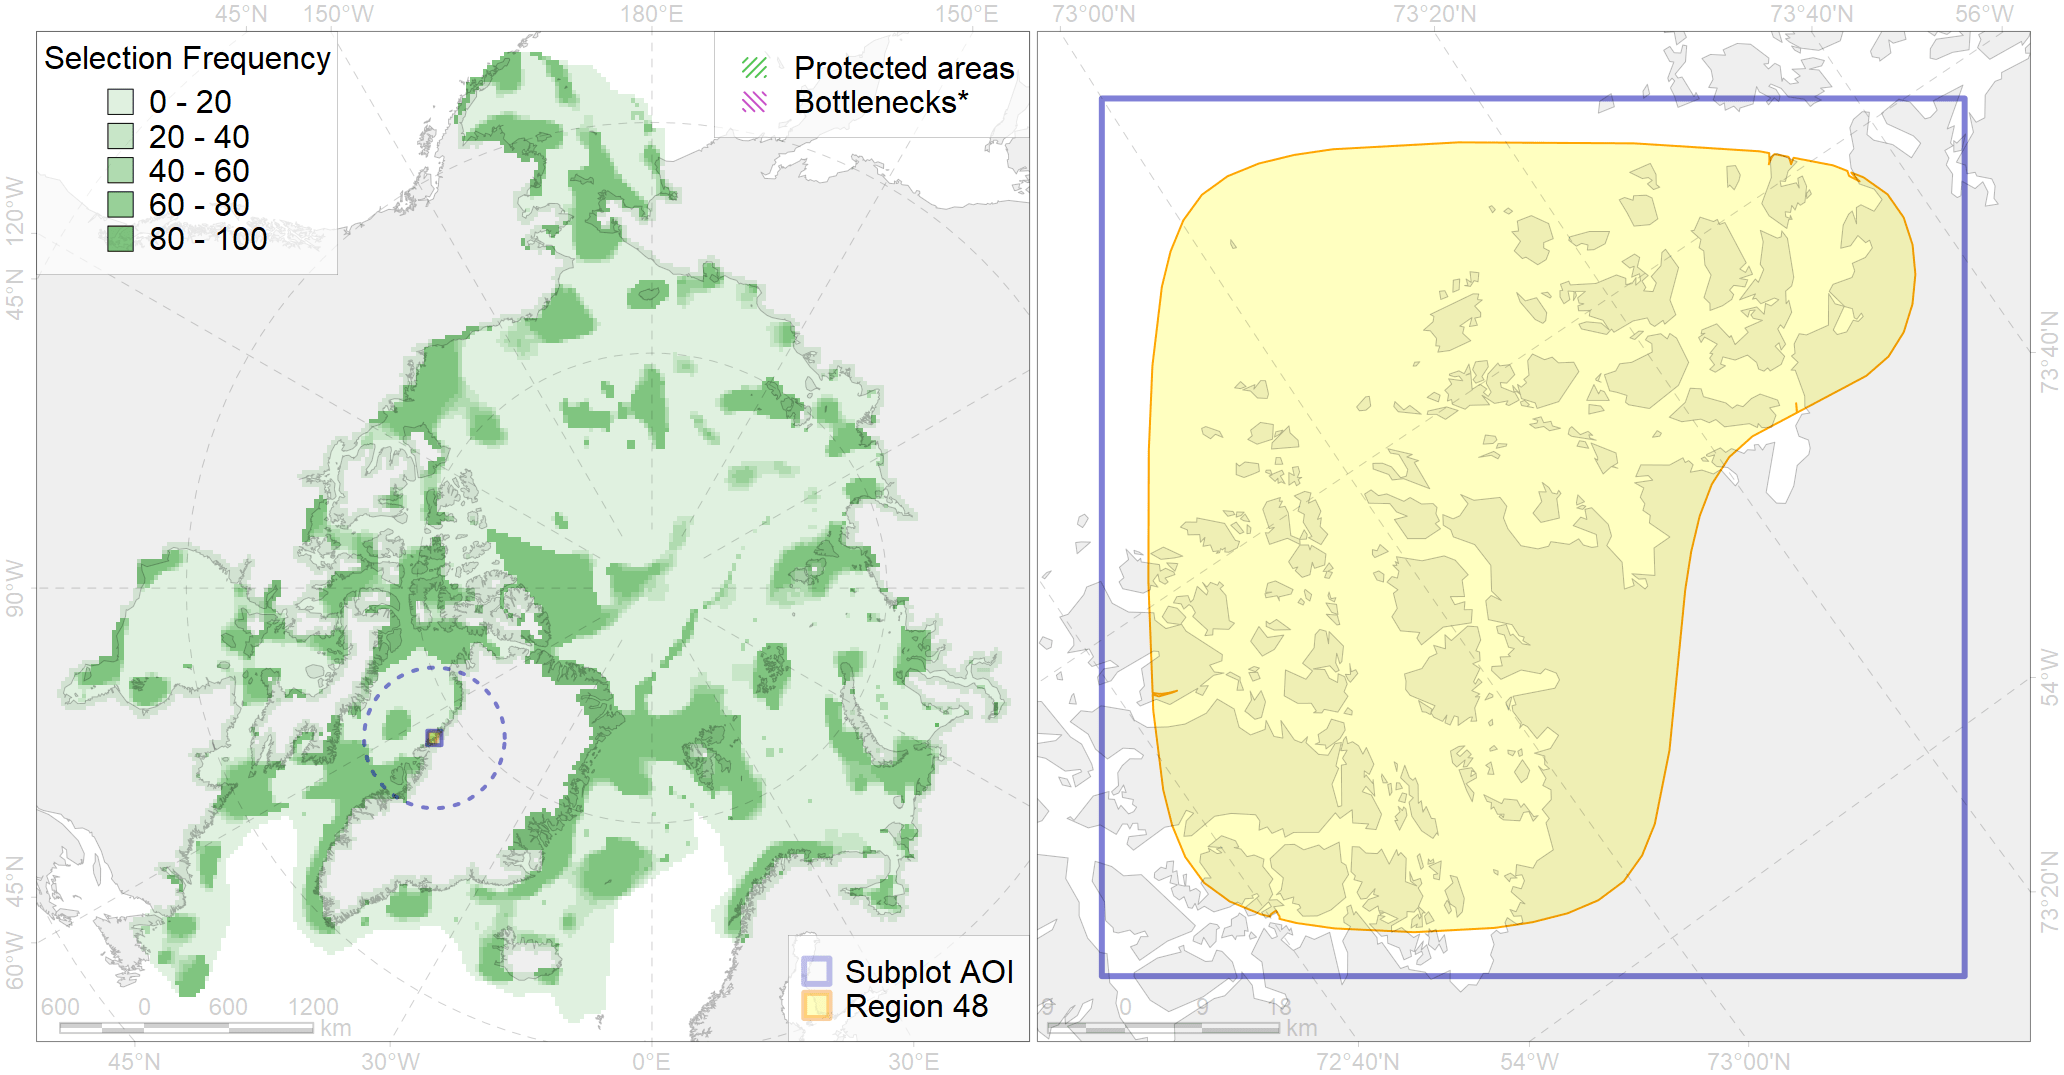 45°N 150°W 180°E 150°E 73°00'N 73°20'N 73°40'N 56°W
Selection Frequency
0 - 20
20 - 40
40 - 60
60 - 80
80 - 100
Protected areas
Bottlenecks*
120°W
45°N
90°W
45°N
60°W
73°40'N
54°W
73°20'N
Subplot AOI
Region 48
600 0 600 1200
km
9 0 9 18
km
45°N 30°W 0°E 30°E 72°40'N 54°W 73°00'N